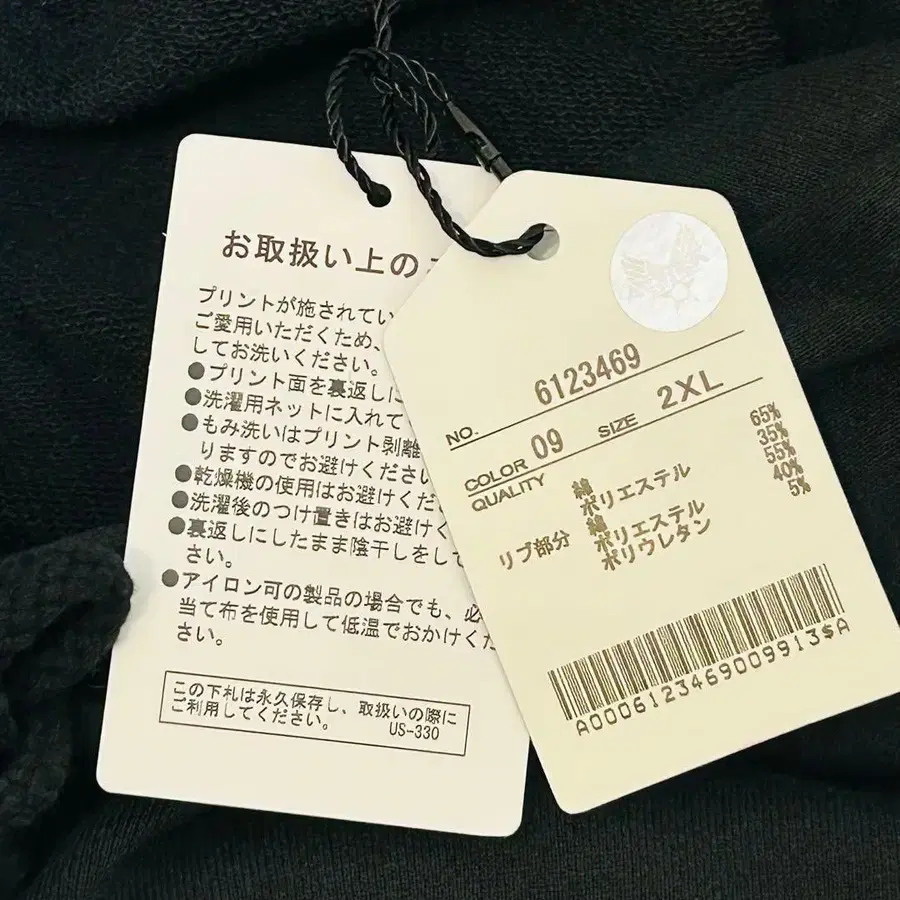 お取扱い上の
プリントが施されてい
ご愛用いただくため、
してお洗いください。
●プリント面を裏返しに
●洗濯用ネットに入れて
●もみ洗いはプリント剥離
りますのでお避けくださ
●乾燥機の使用はお避けくだ
●洗濯後のつけ置きはお避けく
●裏返しにしたまま陰干しをして
さい。
●アイロン可の製品の場合でも、必
当て布を使用して低温でおかけくだ
さい。
この下札は永久保存し、取扱いの際に
ご利用してください。 US-330
NO. 6123469
COLOR 09 SIZE 2XL
QUALITY
綿 65%
ポリエステル 35%
リブ部分 綿 55%
ポリエステル 40%
ポリウレタン 5%
A0006123469009913$A